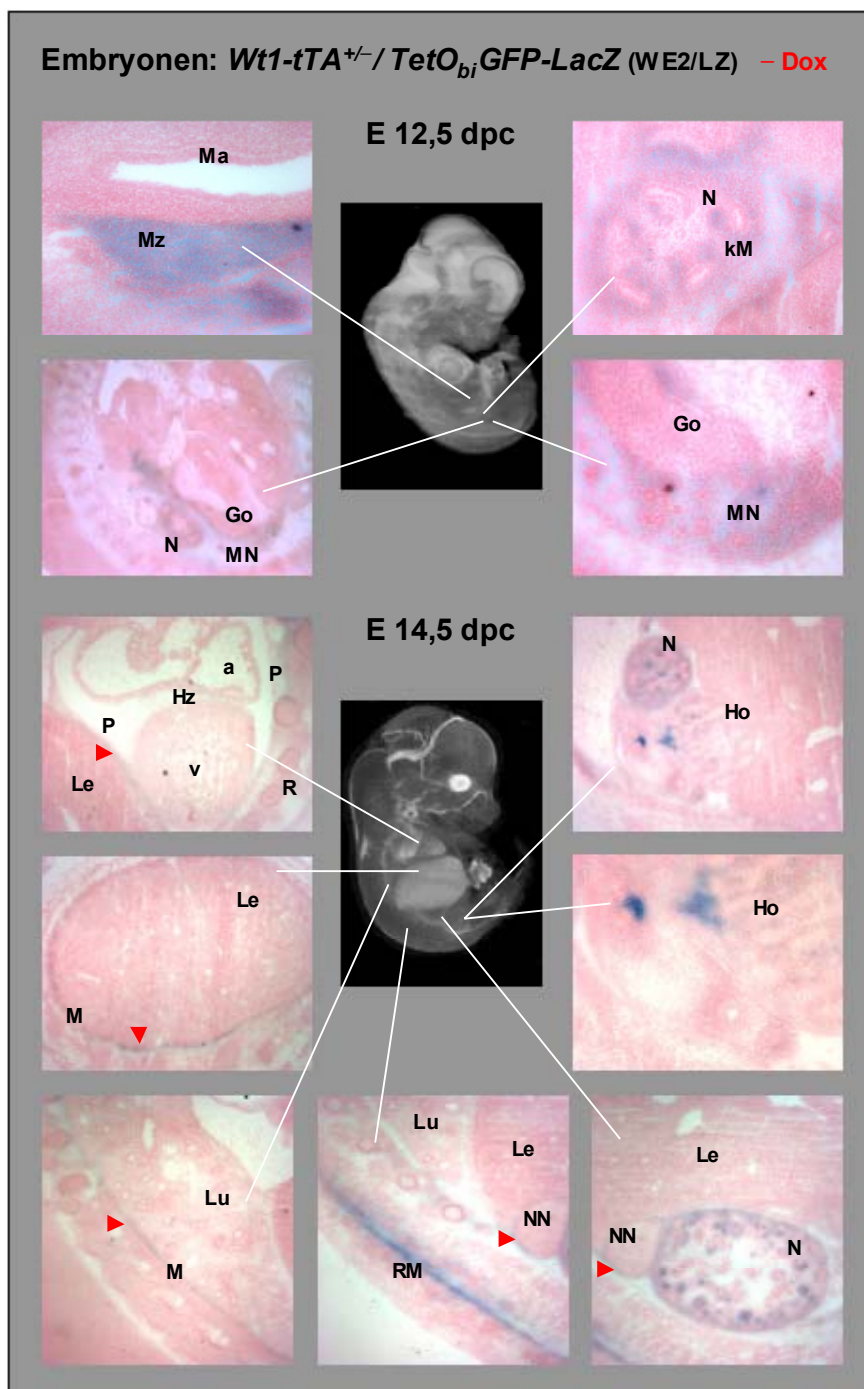 Embryonen: Wt1-tTA+/– / TetObiGFP-LacZ (WE2/LZ) – Dox
E 12,5 dpc
Ma
Mz
N
kM
Go
N
MN
Go
MN
E 14,5 dpc
a
P
Hz
P
v
Le
R
N
Ho
Le
M
Ho
Lu
M
Lu
Le
NN
RM
Le
NN
N